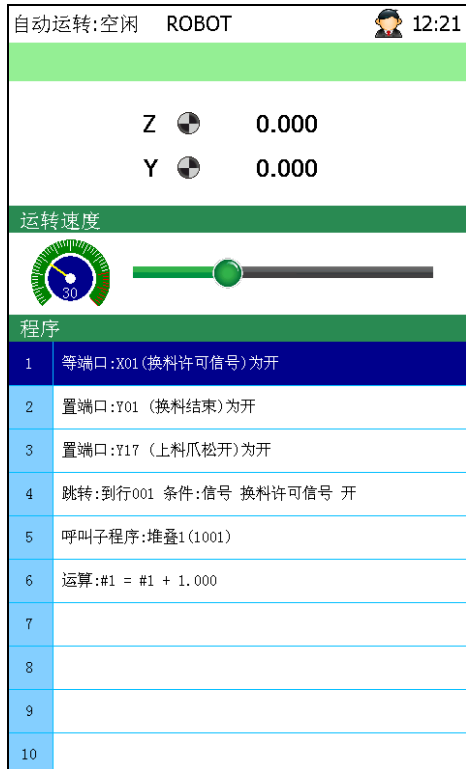 自动运转:空闲 ROBOT 12:21
Z 0.000
Y 0.000
运转速度
30
程序
1 等端口:X01(换料许可信号)为开
2 置端口:Y01 (换料结束)为开
3 置端口:Y17 (上料爪松开)为开
4 跳转:到行001 条件:信号 换料许可信号 开
5 呼叫子程序:堆叠1(1001)
6 运算:#1 = #1 + 1.000
7
8
9
10